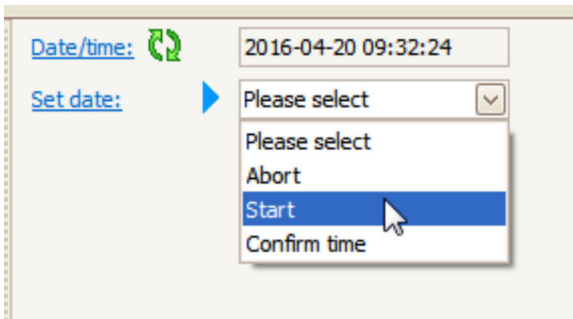 Date/time: 2016-04-20 09:32:24
Set date: Please select
Please select
Abort
Start
Confirm time